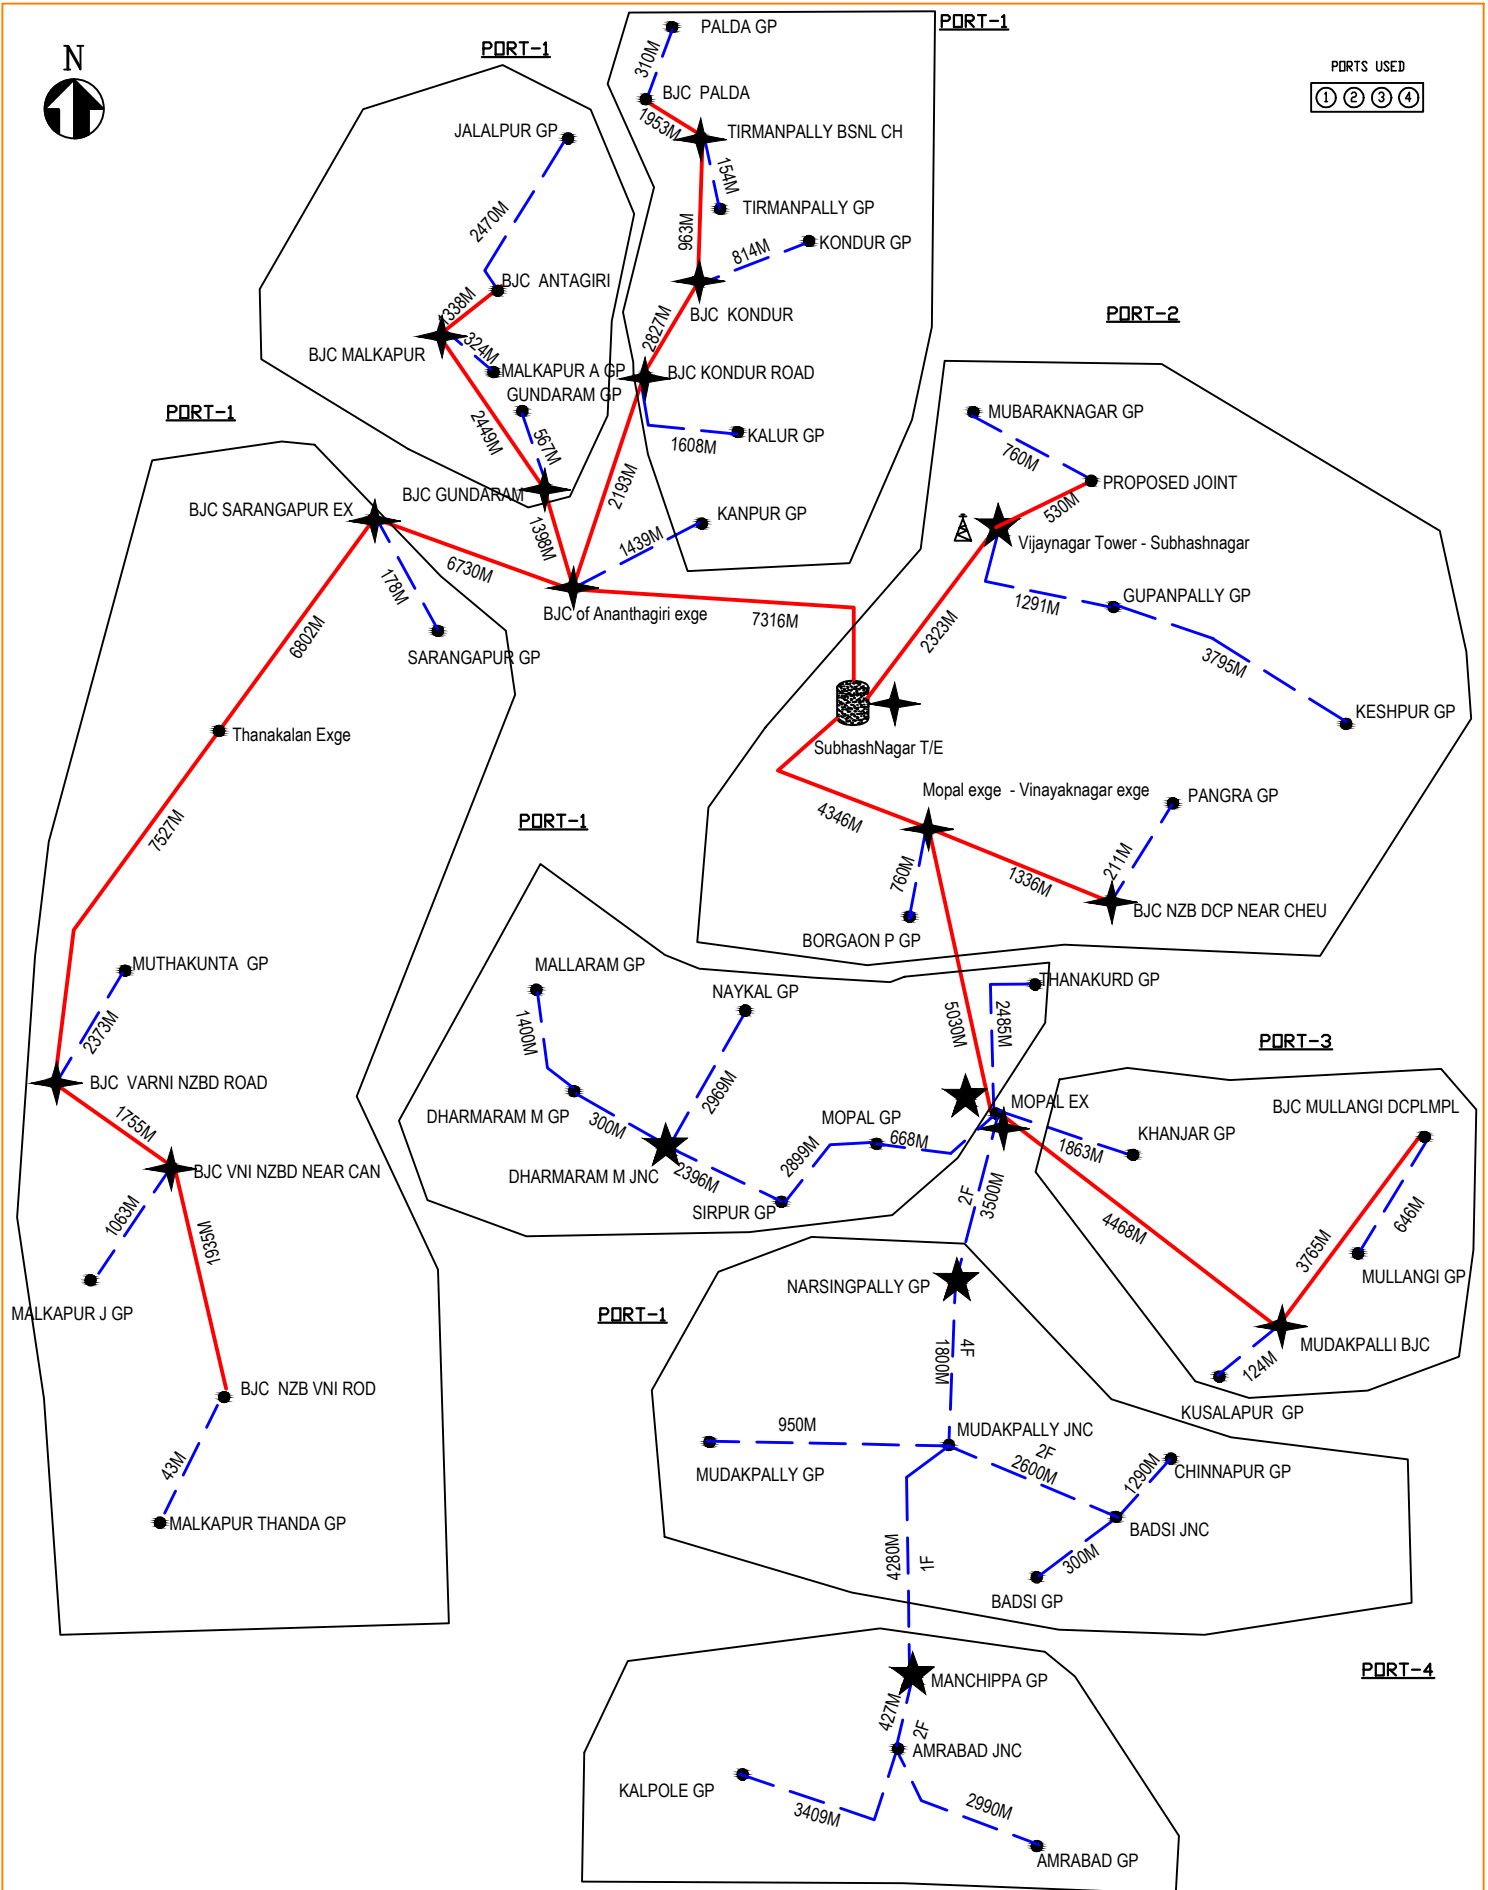 PORT-1
PALDA GP
N
PORT-1
PORTS USED
1 2 3 4
310M
BJC PALDA
1953M
TIRMANPALLY BSNL CH
JALALPUR GP
154M
TIRMANPALLY GP
2470M
963M
814M
KONDUR GP
BJC ANTAGIRI
1338M
BJC KONDUR
PORT-2
324M
2827M
BJC MALKAPUR
MALKAPUR A GP
BJC KONDUR ROAD
GUNDARAM GP
PORT-1
MUBARAKNAGAR GP
2449M
567M
1608M
KALUR GP
760M
BJC GUNDARAM
2193M
PROPOSED JOINT
BJC SARANGAPUR EX
530M
KANPUR GP
1398M
1439M
Vijaynagar Tower - Subhashnagar
6730M
178M
BJC of Ananthagiri exge
7316M
1291M
GUPANPALLY GP
6802M
2323M
SARANGAPUR GP
3795M
KESHPUR GP
Thanakalan Exge
SubhashNagar T/E
Mopal exge - Vinayaknagar exge
PANGRA GP
4346M
PORT-1
7527M
760M
1336M
211M
BJC NZB DCP NEAR CHEU
BORGAON P GP
MUTHAKUNTA GP
MALLARAM GP
THANAKURD GP
NAYKAL GP
2373M
1400M
5030M
2485M
PORT-3
BJC VARNI NZBD ROAD
2969M
MOPAL EX
BJC MULLANGI DCPLMPL
DHARMARAM M GP
300M
MOPAL GP
668M
1755M
KHANJAR GP
1863M
BJC VNI NZBD NEAR CAN
DHARMARAM M JNC
2396M
2899M
2F
3500M
1063M
SIRPUR GP
4468M
646M
1935M
3765M
MULLANGI GP
MALKAPUR J GP
NARSINGPALLY GP
PORT-1
4F
1800M
MUDAKPALLI BJC
124M
BJC NZB VNI ROD
KUSALAPUR GP
950M
MUDAKPALLY JNC
2F
2600M
1290M
43M
MUDAKPALLY GP
CHINNAPUR GP
MALKAPUR THANDA GP
BADSI JNC
4280M
1F
300M
BADSI GP
PORT-4
MANCHIPPA GP
427M
2F
AMRABAD JNC
KALPOLE GP
3409M
2990M
AMRABAD GP